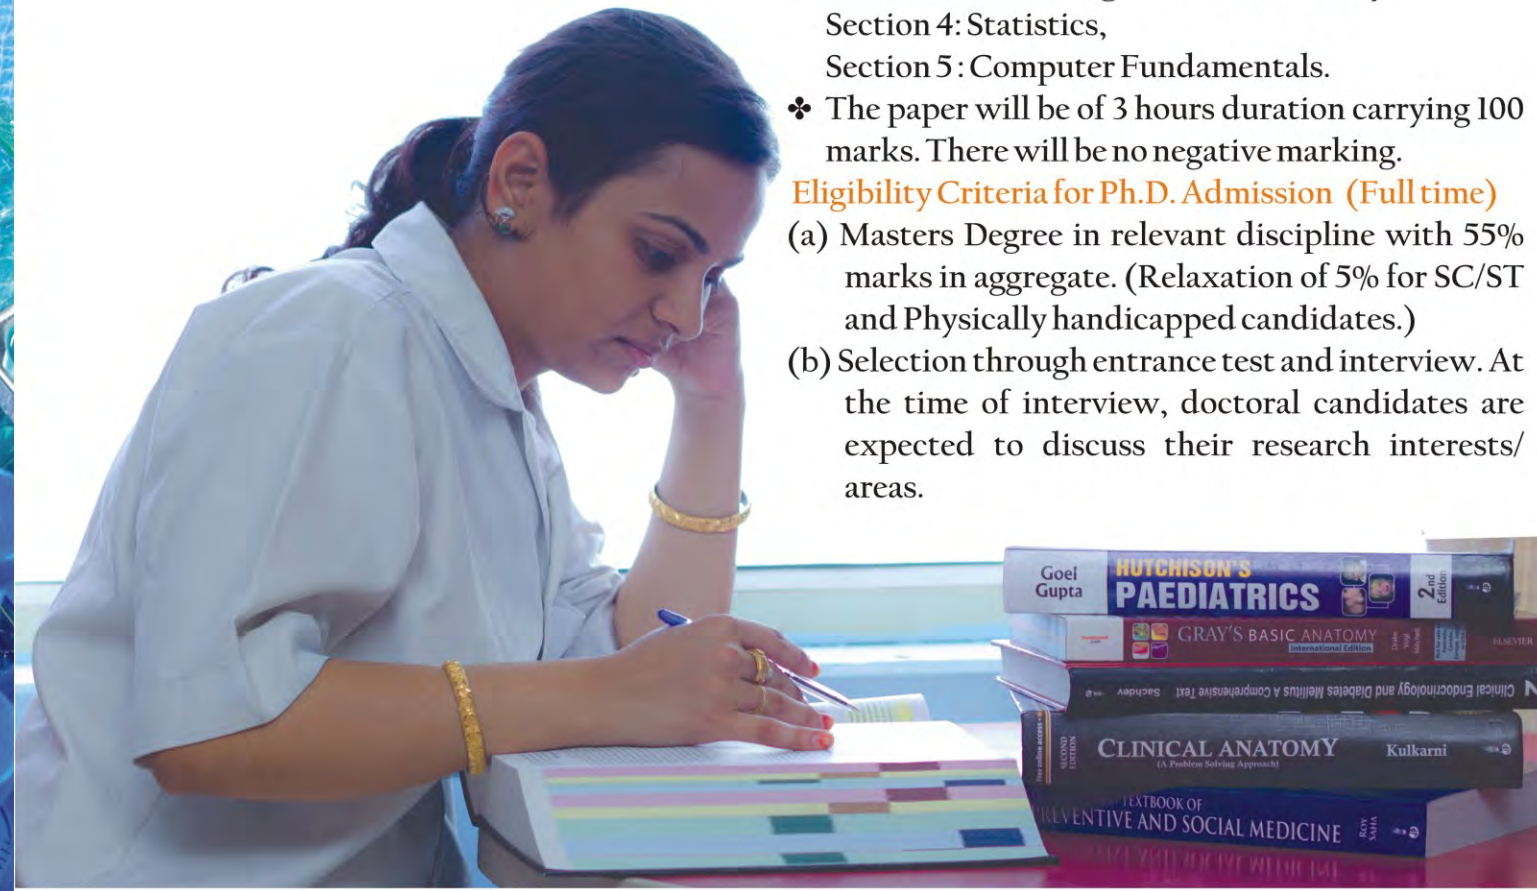 Section 4: Statistics,
Section 5: Computer Fundamentals.
✤ The paper will be of 3 hours duration carrying 100
marks. There will be no negative marking.
Eligibility Criteria for Ph.D. Admission (Full time)
(a) Masters Degree in relevant discipline with 55%
marks in aggregate. (Relaxation of 5% for SC/ST
and Physically handicapped candidates.)
(b) Selection through entrance test and interview. At
the time of interview, doctoral candidates are
expected to discuss their research interests/
areas.
Goel
Gupta
HUTCHISON'S
PAEDIATRICS
2nd
Edition
GRAY'S BASIC ANATOMY
International Edition
ELSEVIER
Clinical Endocrinology and Diabetes Mellitus A Comprehensive Text Sachdev
SECOND
EDITION
CLINICAL ANATOMY
(A Problem Solving Approach)
Kulkarni
TEXTBOOK OF
PREVENTIVE AND SOCIAL MEDICINE
ROY
SAHA